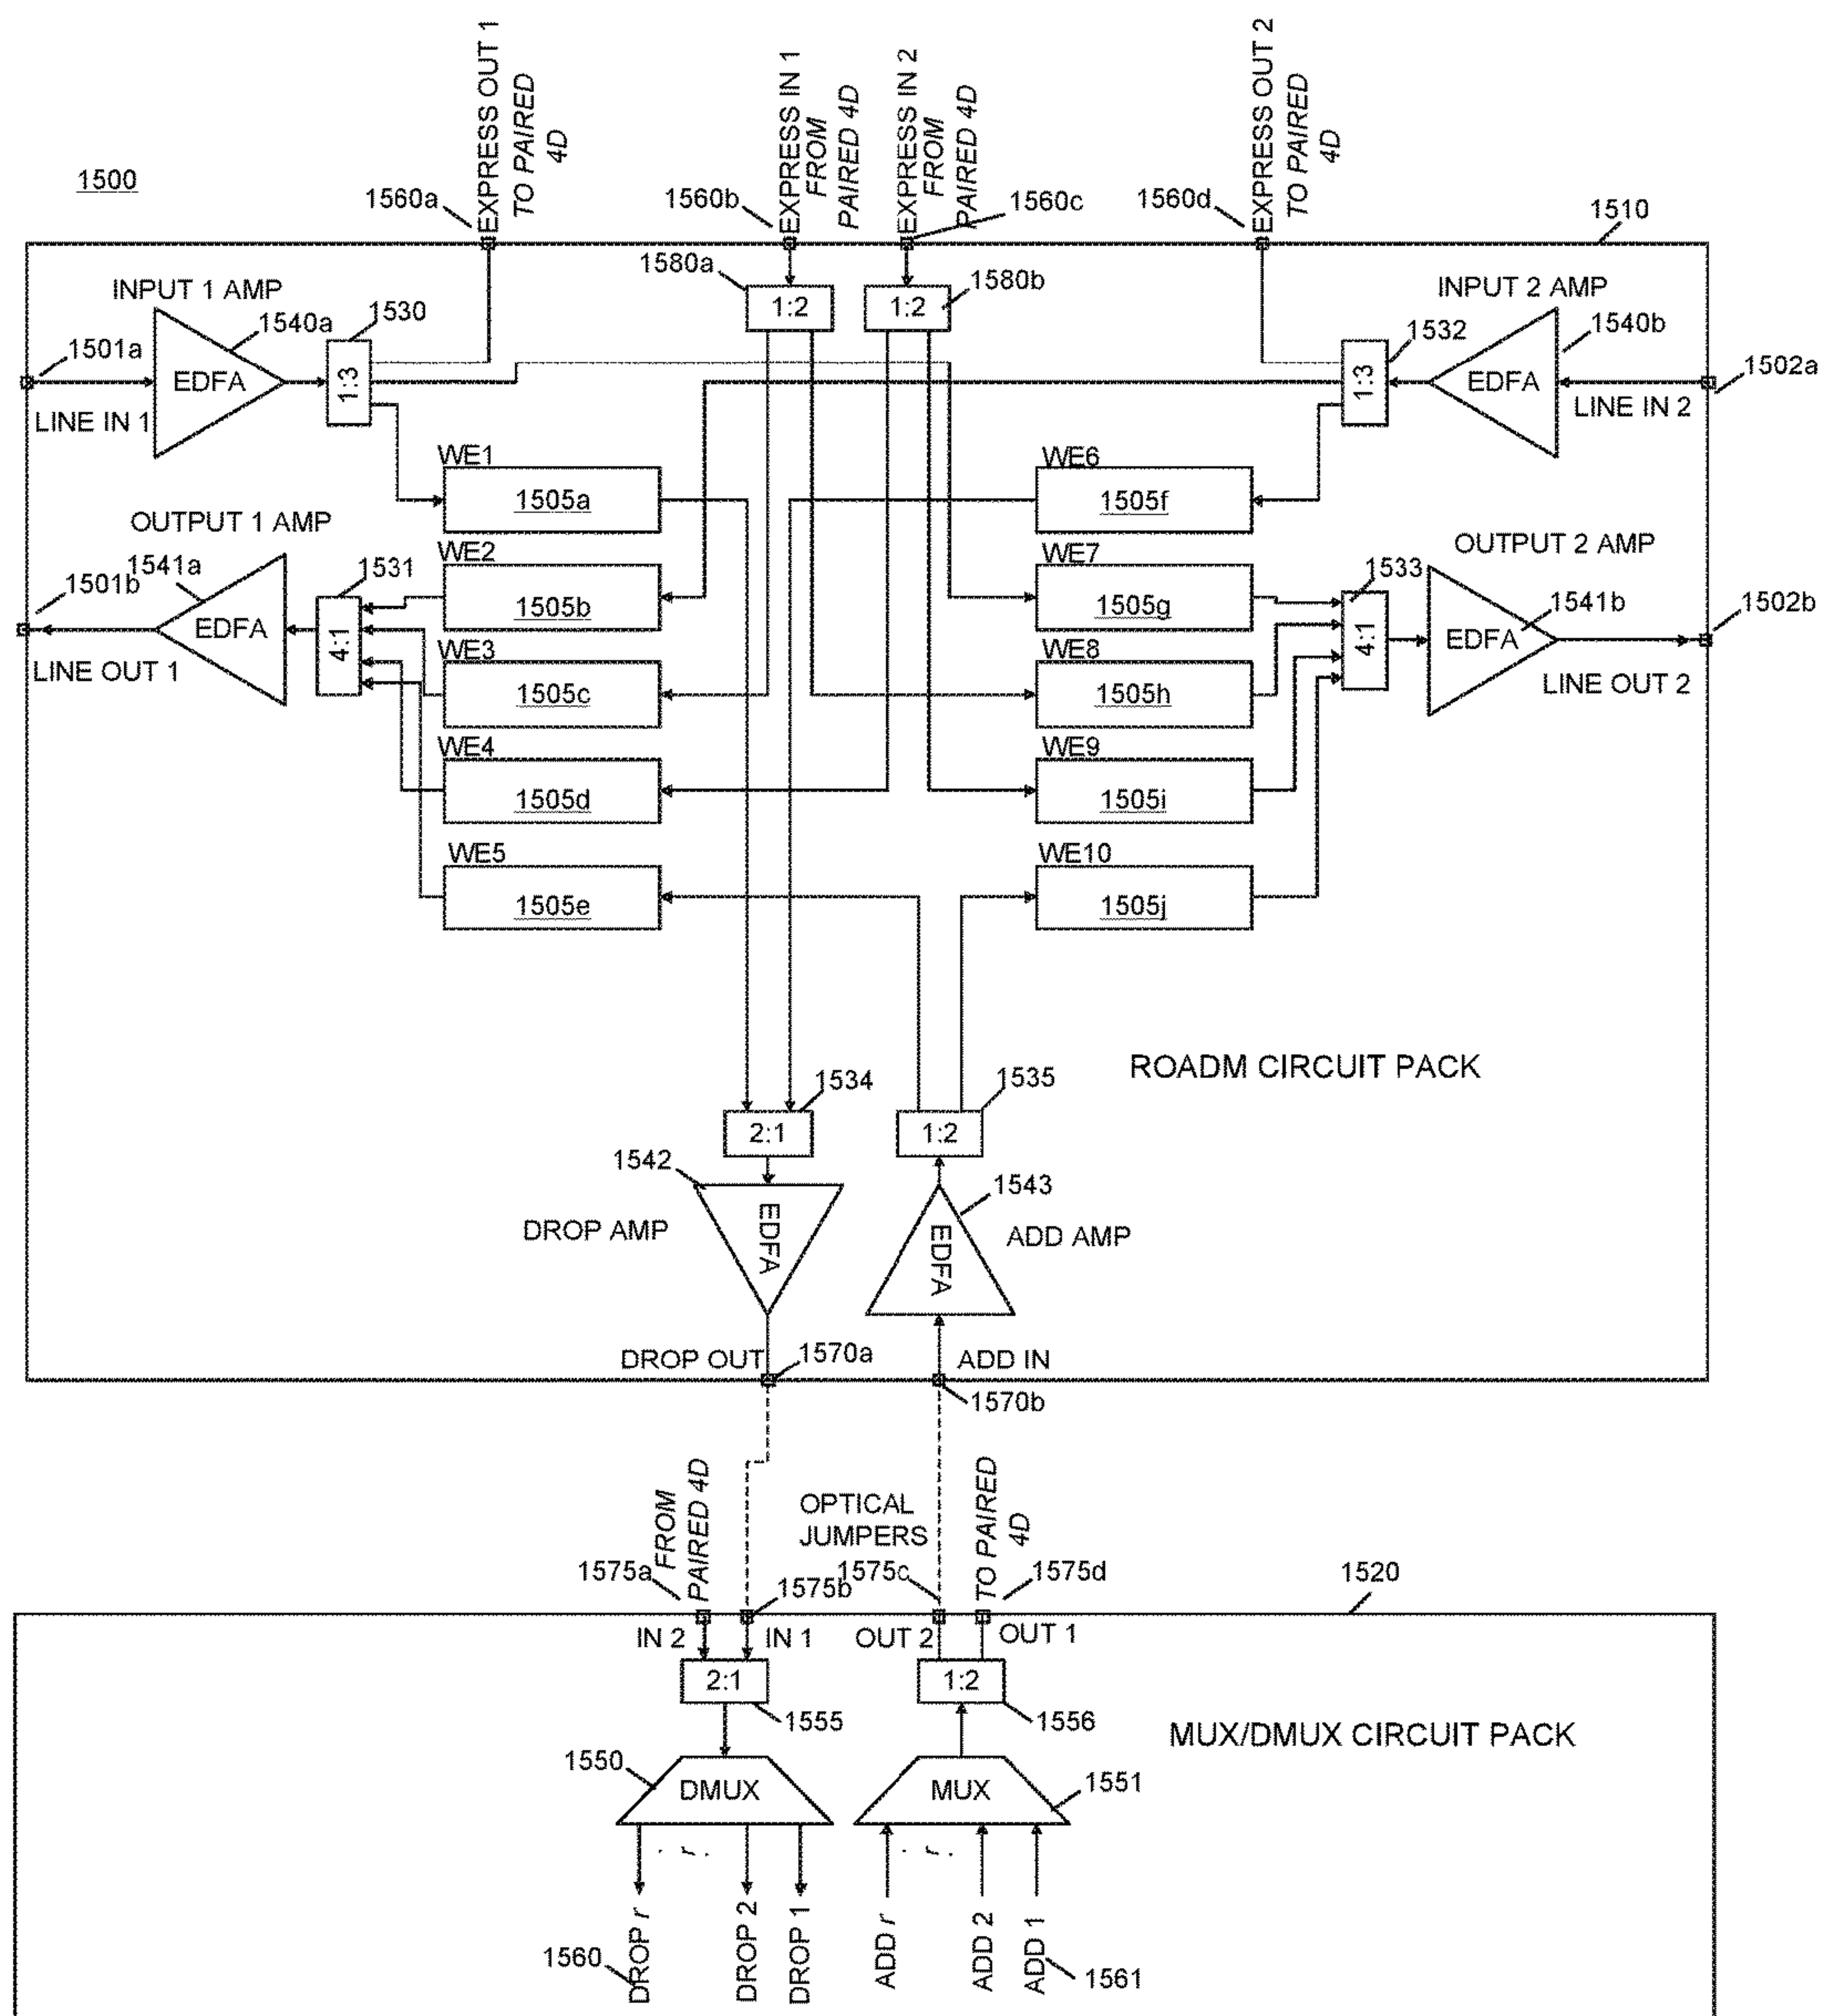 1500
EXPRESS OUT 1
TO PAIRED
4D
EXPRESS IN 1
FROM
PAIRED 4D
EXPRESS IN 2
FROM
PAIRED 4D
EXPRESS OUT 2
TO PAIRED
4D
1560a
1560b
1560c
1560d
1510
1580a
1:2
1580b
1:2
INPUT 1 AMP
1540a
1530
1501a
EDFA
1:3
LINE IN 1
INPUT 2 AMP
1532
1540b
1:3
EDFA
1502a
LINE IN 2
WE1
1505a
WE6
1505f
OUTPUT 1 AMP
1541a
1501b
1531
EDFA
4:1
LINE OUT 1
WE2
1505b
WE7
1505g
OUTPUT 2 AMP
1533
1541b
4:1
EDFA
1502b
LINE OUT 2
WE3
1505c
WE8
1505h
WE4
1505d
WE9
1505i
WE5
1505e
WE10
1505j
ROADM CIRCUIT PACK
1534
2:1
1535
1:2
1542
EDFA
DROP AMP
1543
EDFA
ADD AMP
DROP OUT
1570a
ADD IN
1570b
FROM
PAIRED 4D
OPTICAL
JUMPERS
TO PAIRED
4D
1575a
1575b
1575c
1575d
1520
IN 2
IN 1
OUT 2
OUT 1
2:1
1:2
1555
1556
MUX/DMUX CIRCUIT PACK
1550
DMUX
MUX
1551
. r .
. r .
DROP r
DROP 2
DROP 1
ADD r
ADD 2
ADD 1
1560
1561